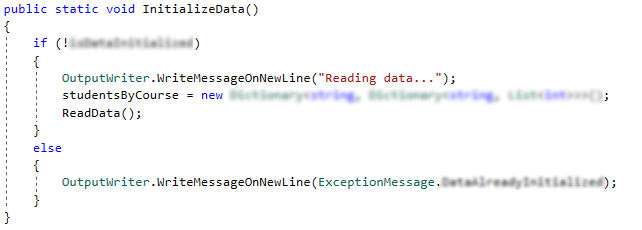 public static void InitializeData()
{
if (!)
{
OutputWriter.WriteMessageOnNewLine("Reading data...");
studentsByCourse = new ;
ReadData();
}
else
{
OutputWriter.WriteMessageOnNewLine(ExceptionMessage.);
}
}